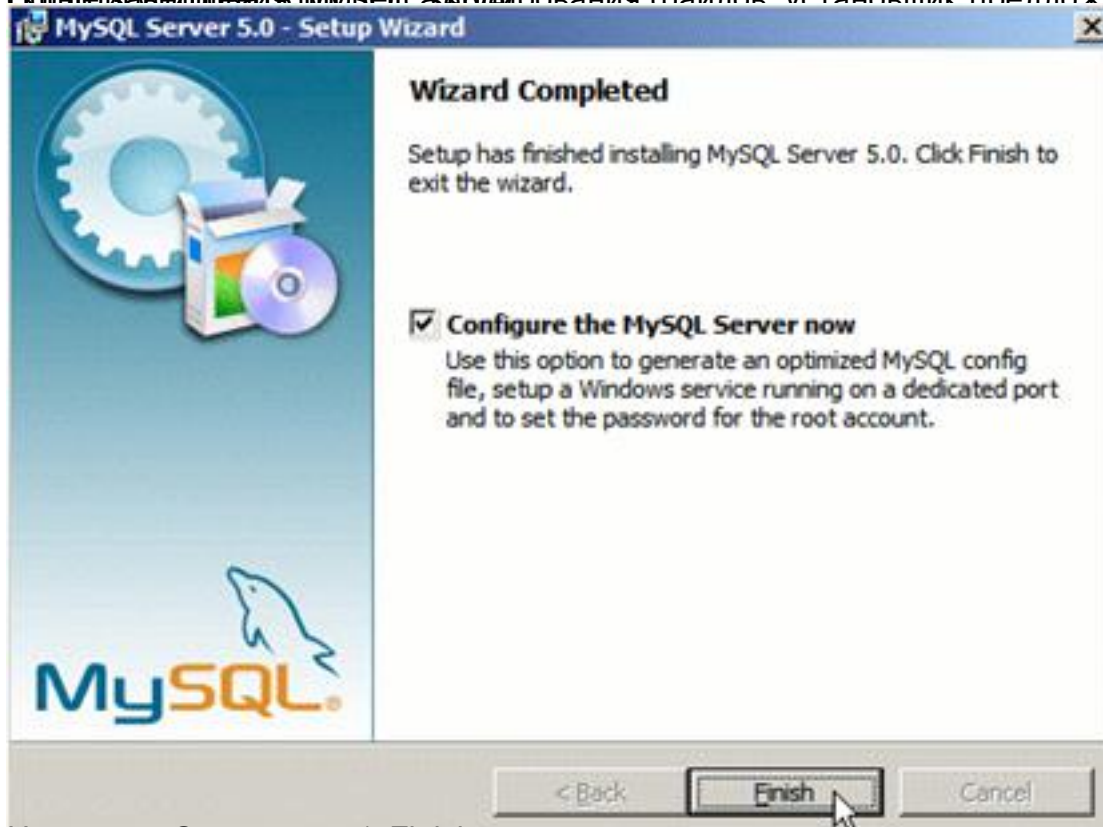 MySQL Server 5.0 - Setup Wizard
Wizard Completed
Setup has finished installing MySQL Server 5.0. Click Finish to
exit the wizard.
Configure the MySQL Server now
Use this option to generate an optimized MySQL config
file, setup a Windows service running on a dedicated port
and to set the password for the root account.
MySQL
< Back
Finish
Cancel